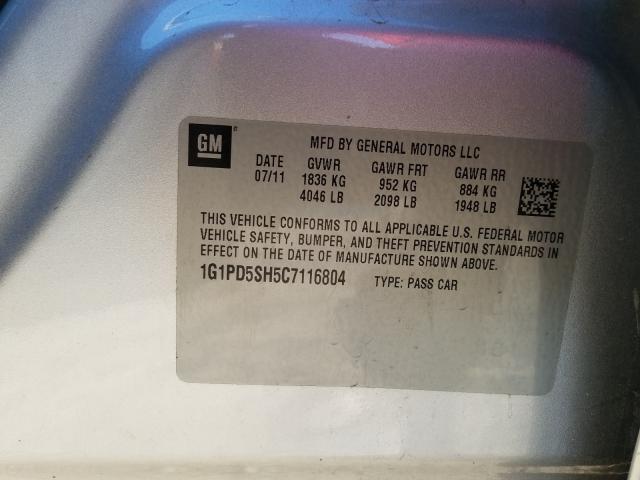 GM
MFD BY GENERAL MOTORS LLC
DATE GVWR GAWR FRT GAWR RR
07/11 1836 KG 952 KG 884 KG
4046 LB 2098 LB 1948 LB
THIS VEHICLE CONFORMS TO ALL APPLICABLE U.S. FEDERAL MOTOR
VEHICLE SAFETY, BUMPER, AND THEFT PREVENTION STANDARDS IN
EFFECT ON THE DATE OF MANUFACTURE SHOWN ABOVE.
1G1PD5SH5C7116804 TYPE: PASS CAR